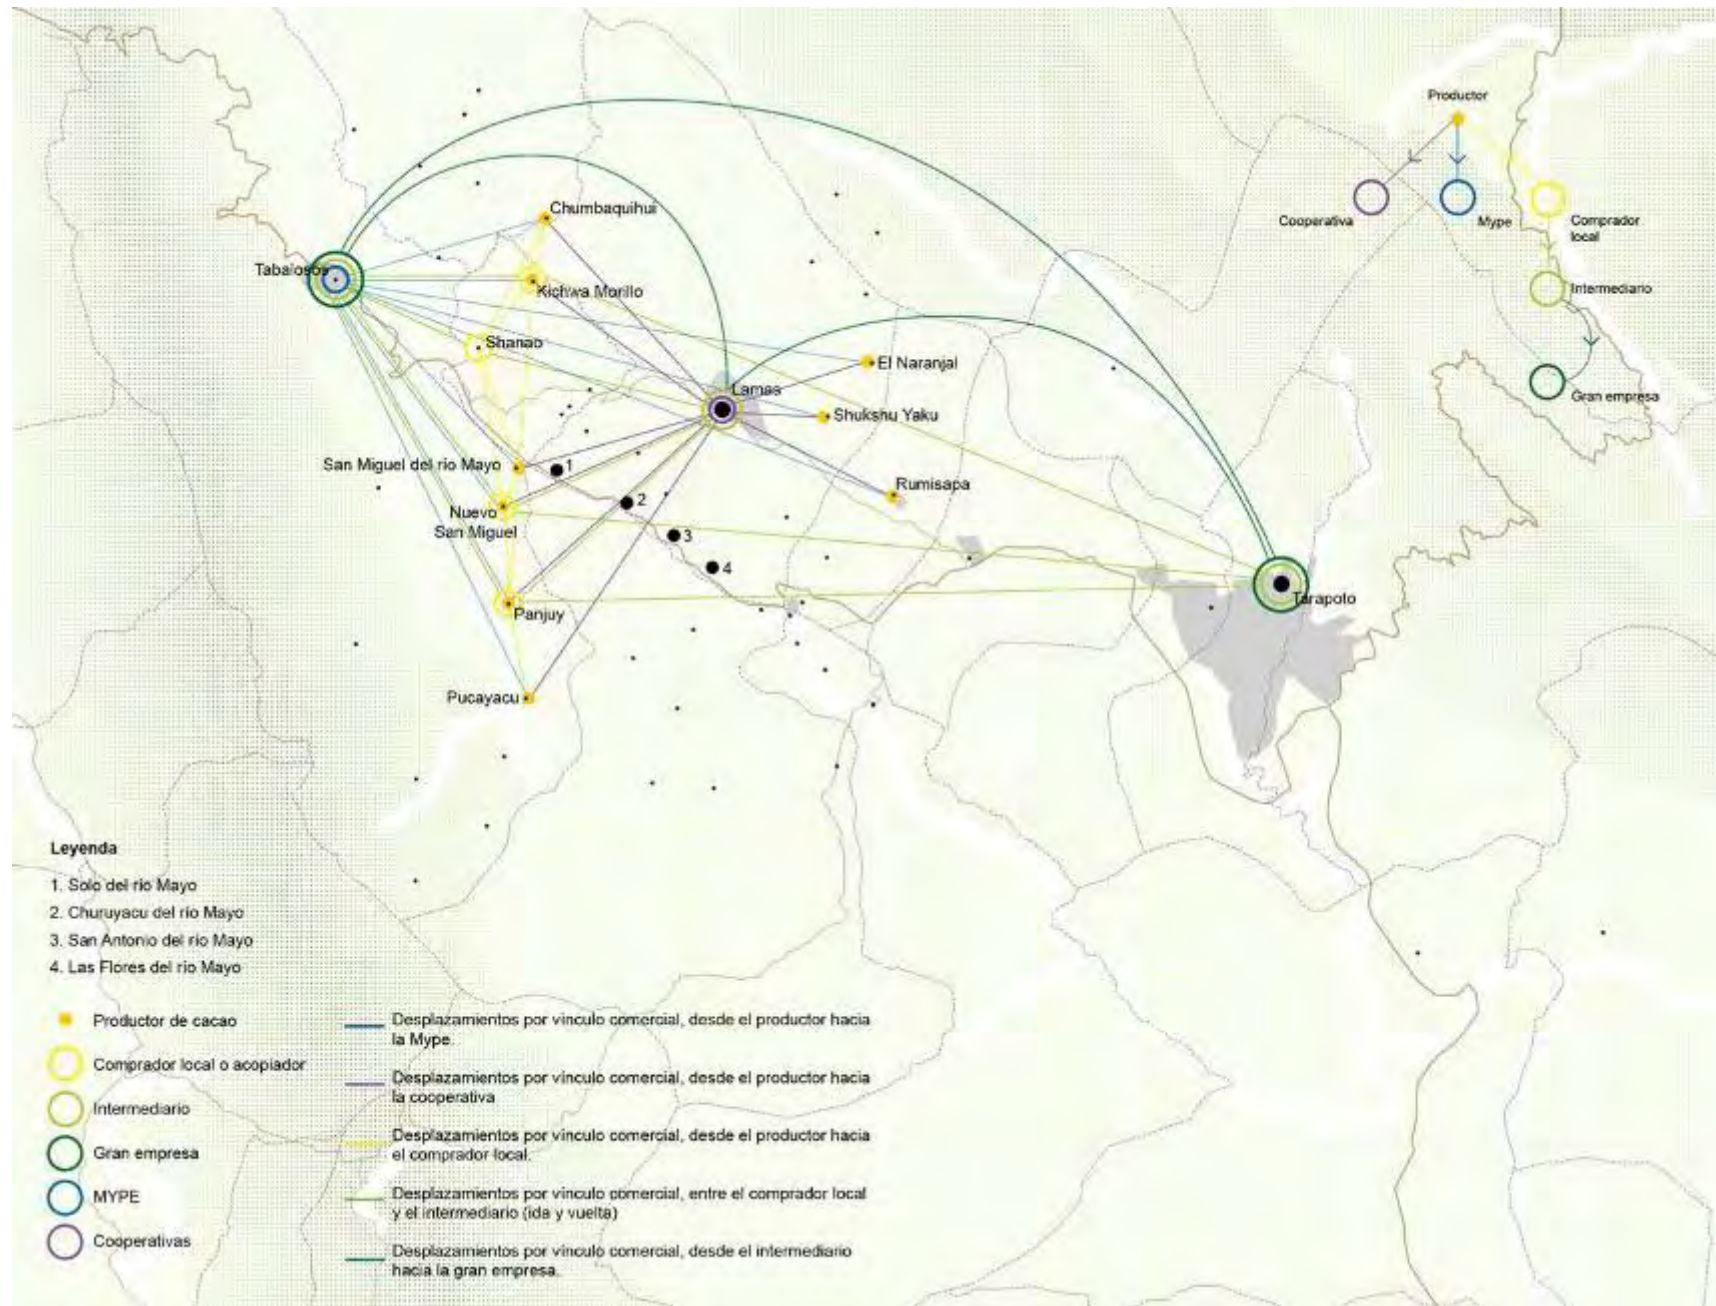 Productor
Cooperativa
Mype
Comprador
local
Intermediario
Gran empresa
Chumbaquihui
Tabalosos
Kichwa Morillo
Shanao
El Naranjal
Lamas
Shukshu Yaku
San Miguel del río Mayo
1
Rumisapa
2
Nuevo
San Miguel
3
4
Tarapoto
Panjuy
Pucayacu
Leyenda
1. Solo del río Mayo
2. Churuyacu del río Mayo
3. San Antonio del río Mayo
4. Las Flores del río Mayo
Productor de cacao
Comprador local o acopiador
Intermediario
Gran empresa
MYPE
Cooperativas
Desplazamientos por vínculo comercial, desde el productor hacia
la Mype.
Desplazamientos por vínculo comercial, desde el productor hacia
la cooperativa
Desplazamientos por vínculo comercial, desde el productor hacia
el comprador local.
Desplazamientos por vínculo comercial, entre el comprador local
y el intermediario (ida y vuelta)
Desplazamientos por vínculo comercial, desde el intermediario
hacia la gran empresa.